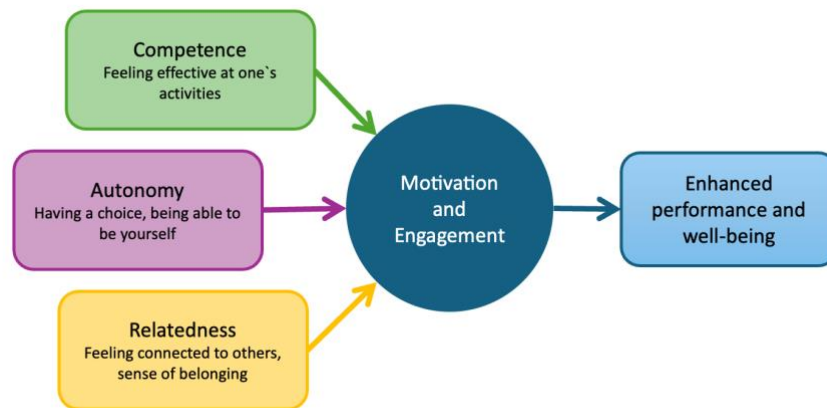 Competence
Feeling effective at one`s
activities
Autonomy
Having a choice, being able to
be yourself
Relatedness
Feeling connected to others,
sense of belonging
Motivation
and
Engagement
Enhanced
performance and
well-being